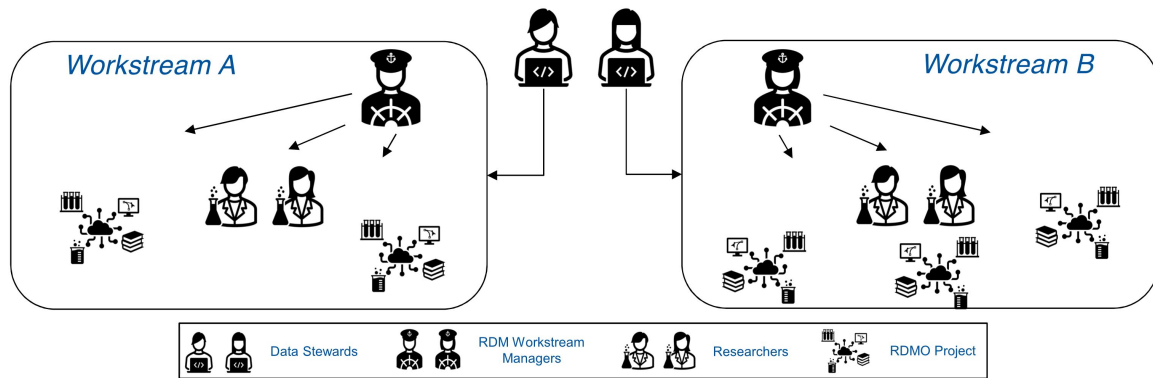 Workstream A
Workstream B
</>
</>
Data Stewards
RDM Workstream
Managers
Researchers
RDMO Project